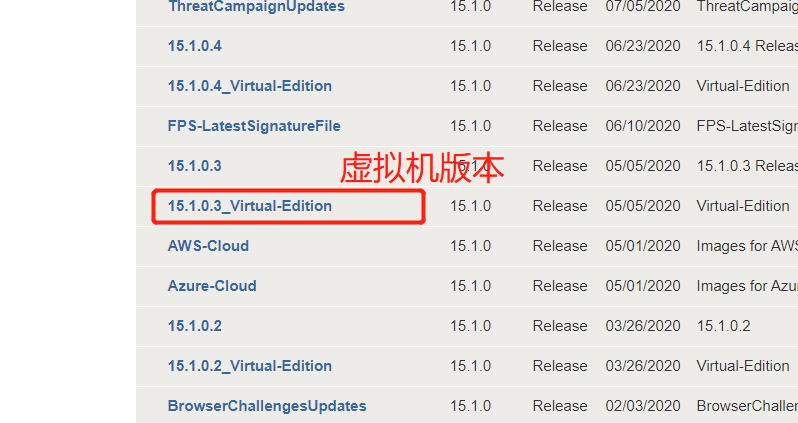 ThreatCampaignUpdates 15.1.0 Release 07/05/2020 ThreatCampaig
15.1.0.4 15.1.0 Release 06/23/2020 15.1.0.4 Releas
15.1.0.4_Virtual-Edition 15.1.0 Release 06/23/2020 Virtual-Edition
FPS-LatestSignatureFile 15.1.0 Release 06/10/2020 FPS-LatestSign
15.1.0.3 15.1.0 Release 05/05/2020 15.1.0.3 Releas
虚拟机版本
15.1.0.3_Virtual-Edition 15.1.0 Release 05/05/2020 Virtual-Edition
AWS-Cloud 15.1.0 Release 05/01/2020 Images for AWS
Azure-Cloud 15.1.0 Release 05/01/2020 Images for Azu
15.1.0.2 15.1.0 Release 03/26/2020 15.1.0.2
15.1.0.2_Virtual-Edition 15.1.0 Release 03/26/2020 Virtual-Edition
BrowserChallengesUpdates 15.1.0 Release 02/03/2020 BrowserChaller